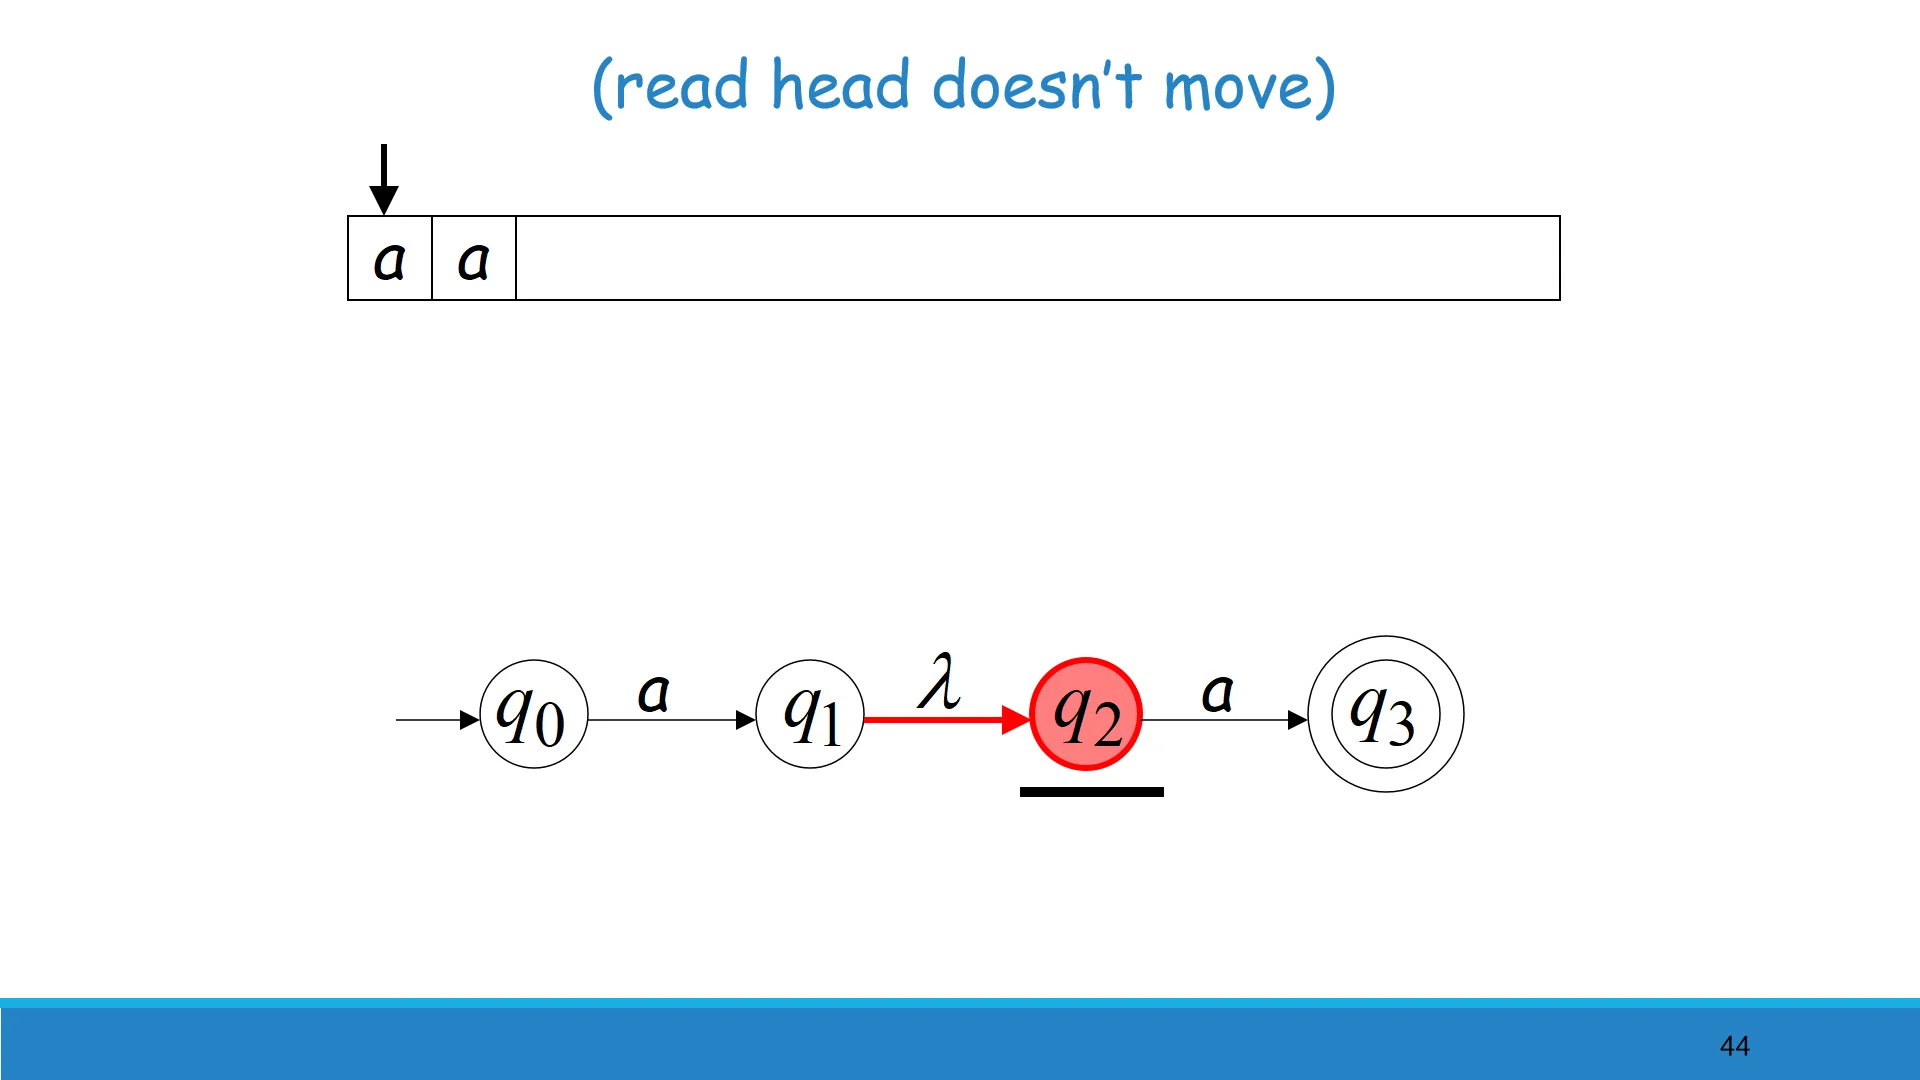 (read head doesn’t move)
a a
a λ a
q0 q1 q2 q3
44